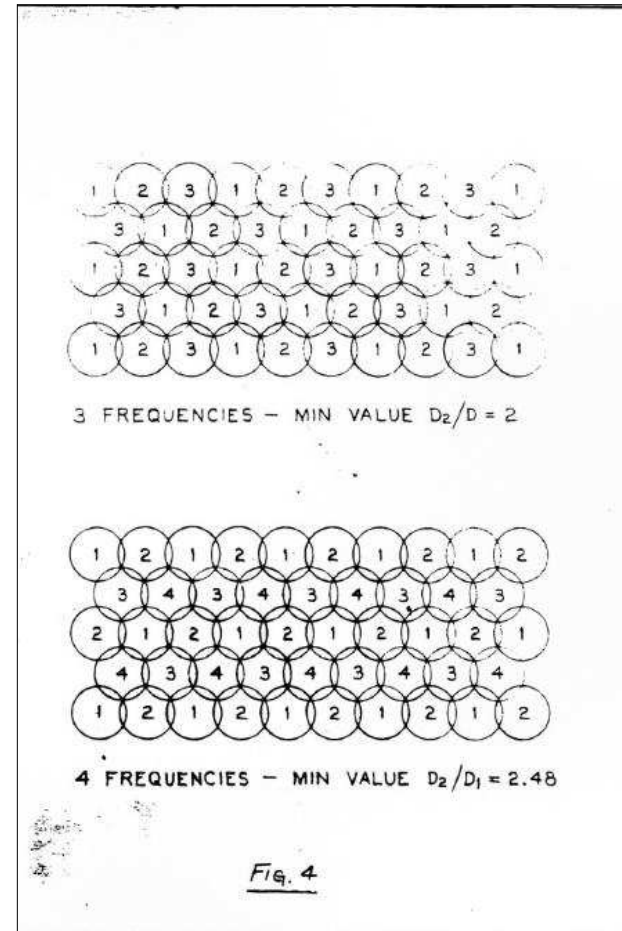 1 2 3 1 2 3 1 2 3 1
3 1 2 3 1 2 3 1 2
1 2 3 1 2 3 1 2 3 1
3 1 2 3 1 2 3 1 2
1 2 3 1 2 3 1 2 3 1
3 FREQUENCIES – MIN VALUE D₂/D = 2
1 2 1 2 1 2 1 2 1 2
3 4 3 4 3 4 3 4 3
2 1 2 1 2 1 2 1 2 1
4 3 4 3 4 3 4 3 4
1 2 1 2 1 2 1 2 1 2
4 FREQUENCIES – MIN VALUE D₂/D₁ = 2.48
FIG. 4